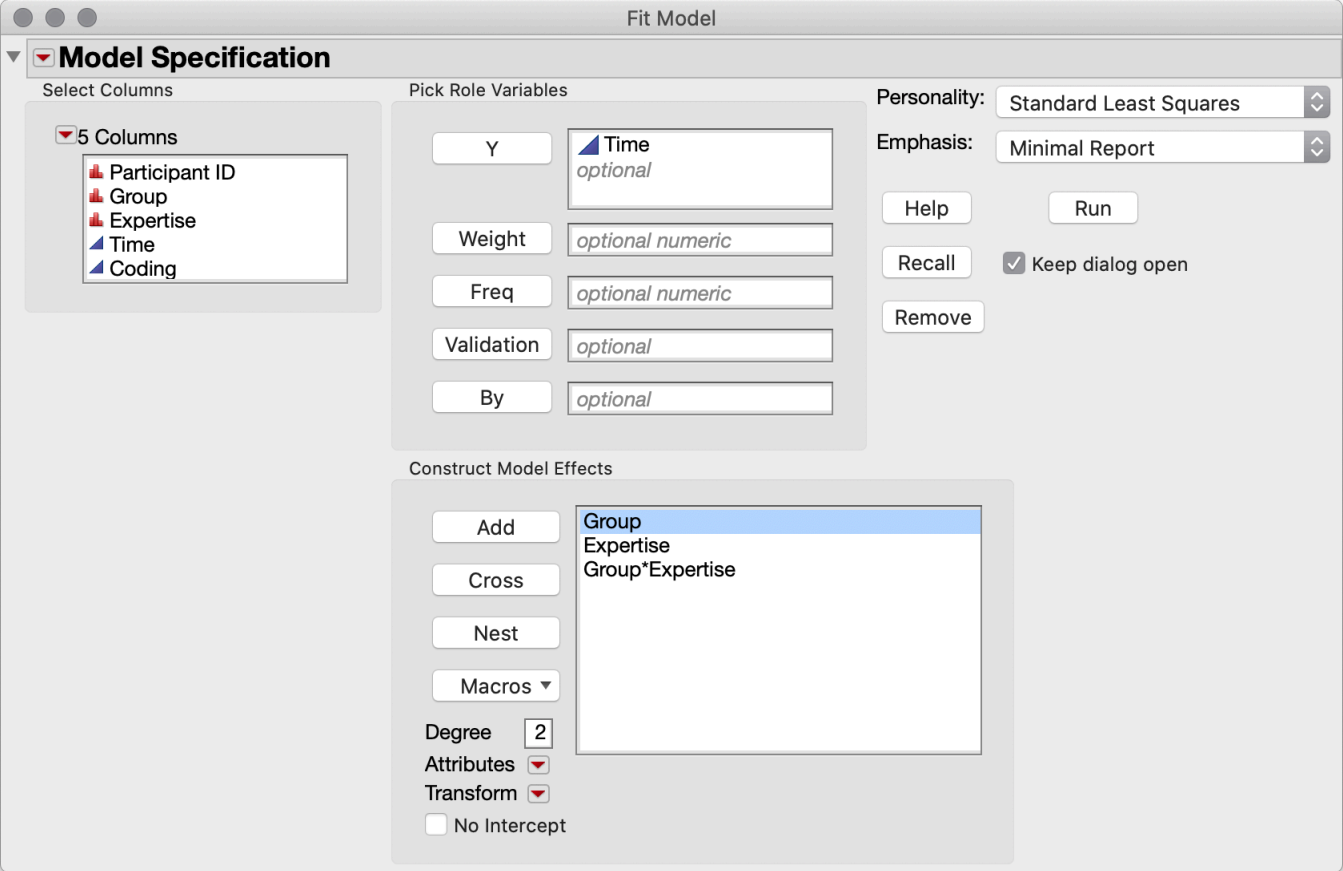 Fit Model
Model Specification
Select Columns
5 Columns
Participant ID
Group
Expertise
Time
Coding
Pick Role Variables
Y
Time
optional
Weight
optional numeric
Freq
optional numeric
Validation
optional
By
optional
Personality:
Standard Least Squares
Emphasis:
Minimal Report
Help
Run
Recall
Keep dialog open
Remove
Construct Model Effects
Add
Cross
Nest
Macros
Degree
2
Attributes
Transform
No Intercept
Group
Expertise
Group*Expertise